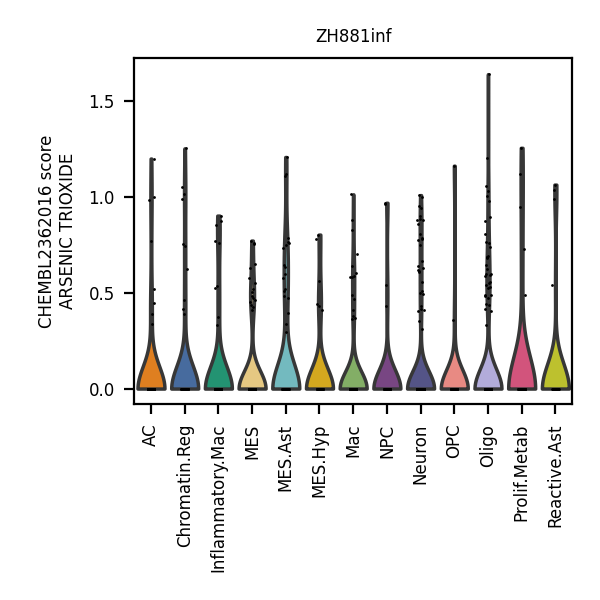 ZH881inf
CHEMBL2362016 score
ARSENIC TRIOXIDE
1.5
1.0
0.5
0.0
AC
Chromatin.Reg
Inflammatory.Mac
MES
MES.Ast
MES.Hyp
Mac
NPC
Neuron
OPC
Oligo
Prolif.Metab
Reactive.Ast